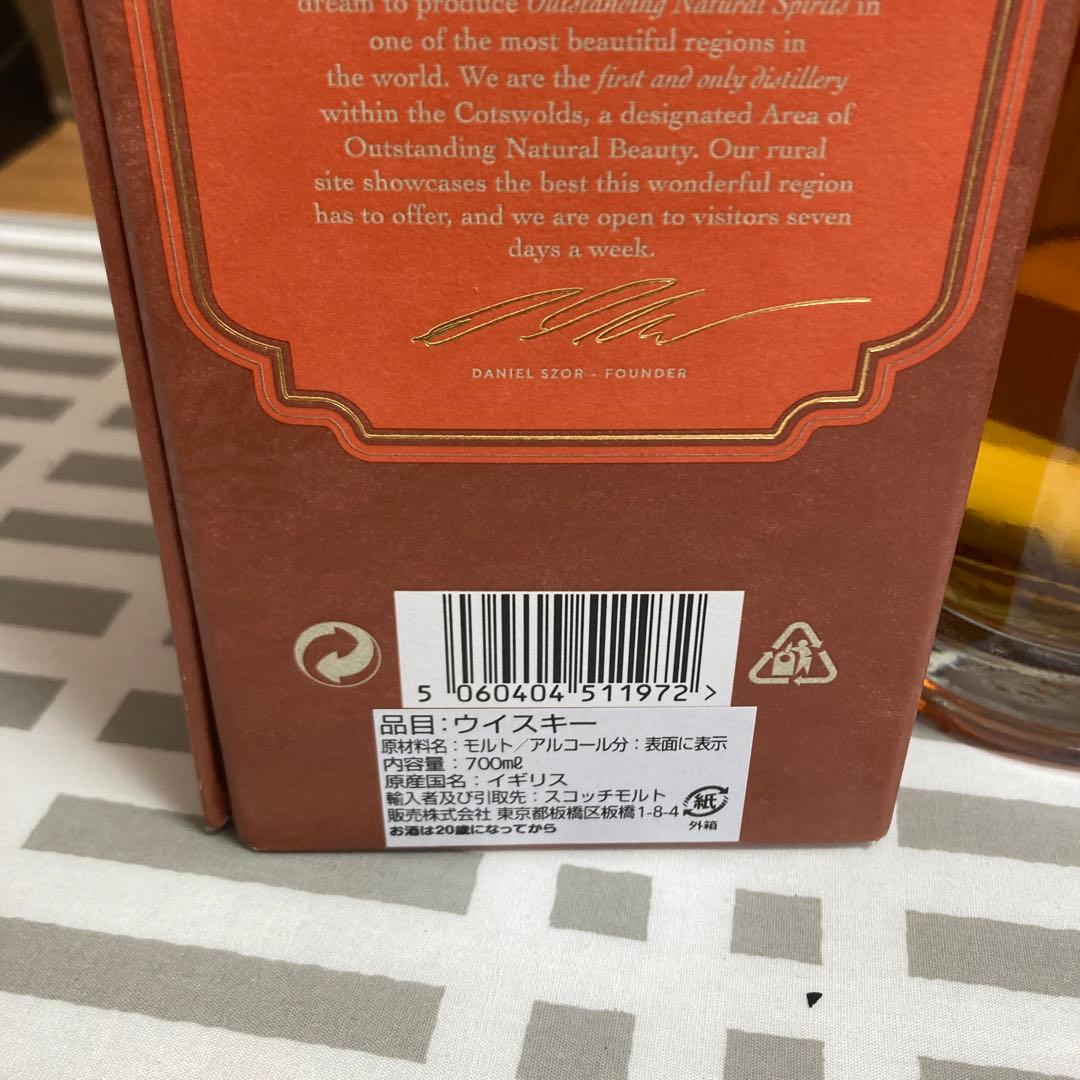 dream to produce Outstanding Natural Spirits in
one of the most beautiful regions in
the world. We are the first and only distillery
within the Cotswolds, a designated Area of
Outstanding Natural Beauty. Our rural
site showcases the best this wonderful region
has to offer, and we are open to visitors seven
days a week.
DANIEL SZOR - FOUNDER
5 060404 511972 >
品目：ウイスキー
原材料名：モルト／アルコール分：表面に表示
内容量：700mℓ
原産国名：イギリス
輸入者及び引取先：スコッチモルト
販売株式会社 東京都板橋区板橋1-8-4
お酒は20歳になってから
紙
外箱